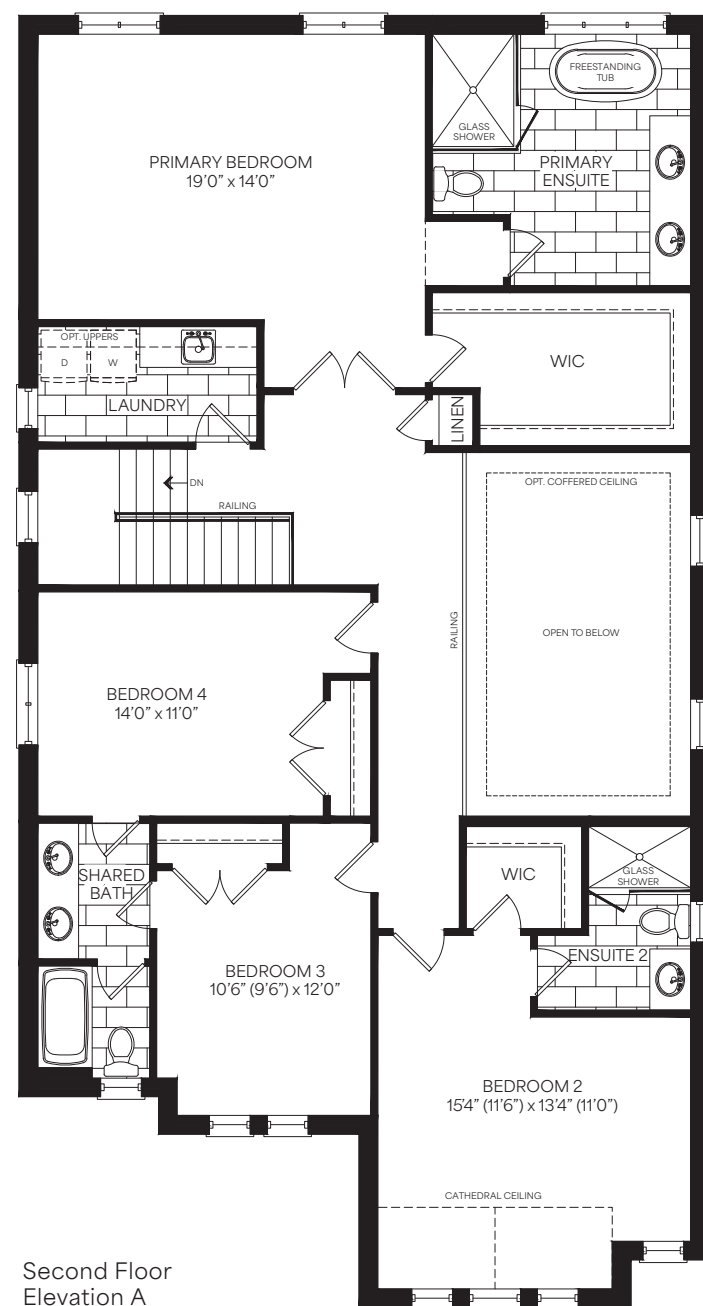 FREESTANDING
TUB
GLASS
SHOWER
PRIMARY BEDROOM
19'0" x 14'0"
PRIMARY
ENSUITE
OPT. UPPERS
D
W
WIC
LAUNDRY
LINEN
DN
RAILING
OPT. COFFERED CEILING
RAILING
OPEN TO BELOW
BEDROOM 4
14'0" x 11'0"
SHARED
BATH
WIC
GLASS
SHOWER
ENSUITE 2
BEDROOM 3
10'6" (9'6") x 12'0"
BEDROOM 2
15'4" (11'6") x 13'4" (11'0")
CATHEDRAL CEILING
Second Floor
Elevation A